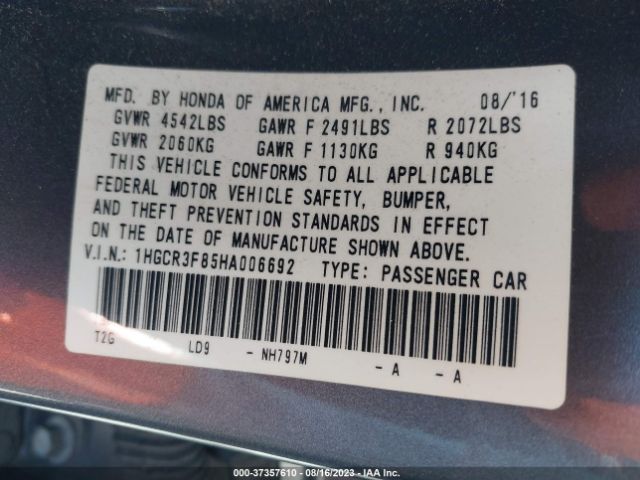 MFD. BY HONDA OF AMERICA MFG., INC. 08/'16
GVWR 4542LBS GAWR F 2491LBS R 2072LBS
GVWR 2060KG GAWR F 1130KG R 940KG
THIS VEHICLE CONFORMS TO ALL APPLICABLE
FEDERAL MOTOR VEHICLE SAFETY, BUMPER,
AND THEFT PREVENTION STANDARDS IN EFFECT
ON THE DATE OF MANUFACTURE SHOWN ABOVE.
V.I.N.: 1HGCR3F85HA006692 TYPE: PASSENGER CAR
T2G LD9 - NH797M - A - A
000-37357610 - 08/16/2023 - IAA Inc.